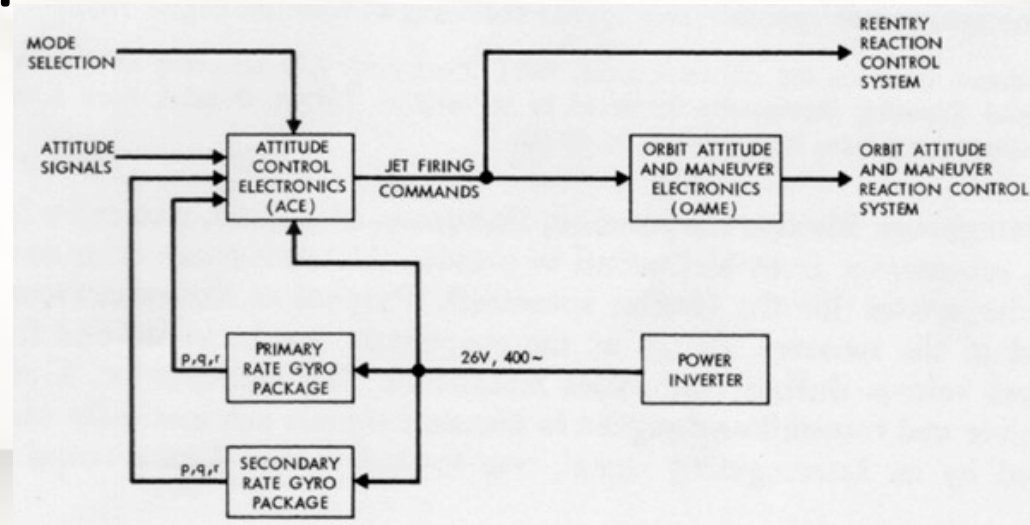 MODE
SELECTION
REENTRY
REACTION
CONTROL
SYSTEM
ATTITUDE
SIGNALS
ATTITUDE
CONTROL
ELECTRONICS
(ACE)
JET FIRING
COMMANDS
ORBIT ATTITUDE
AND MANEUVER
ELECTRONICS
(OAME)
ORBIT ATTITUDE
AND MANEUVER
REACTION CONTROL
SYSTEM
p,q,r
PRIMARY
RATE GYRO
PACKAGE
26V, 400~
POWER
INVERTER
p,q,r
SECONDARY
RATE GYRO
PACKAGE